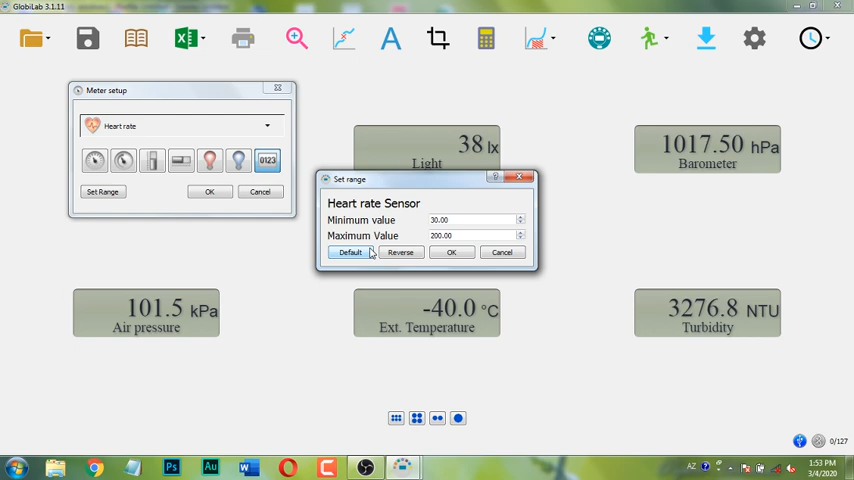 GlobiLab 3.1.11
A
Meter setup
Heart rate
0123
Set Range
OK
Cancel
38 lx
Light
1017.50 hPa
Barometer
Set range
Heart rate Sensor
Minimum value
30.00
Maximum Value
200.00
Default
Reverse
OK
Cancel
101.5 kPa
Air pressure
-40.0 °C
Ext. Temperature
3276.8 NTU
Turbidity
0/127
Ps
Au
W
AZ
1:53 PM
3/4/2020